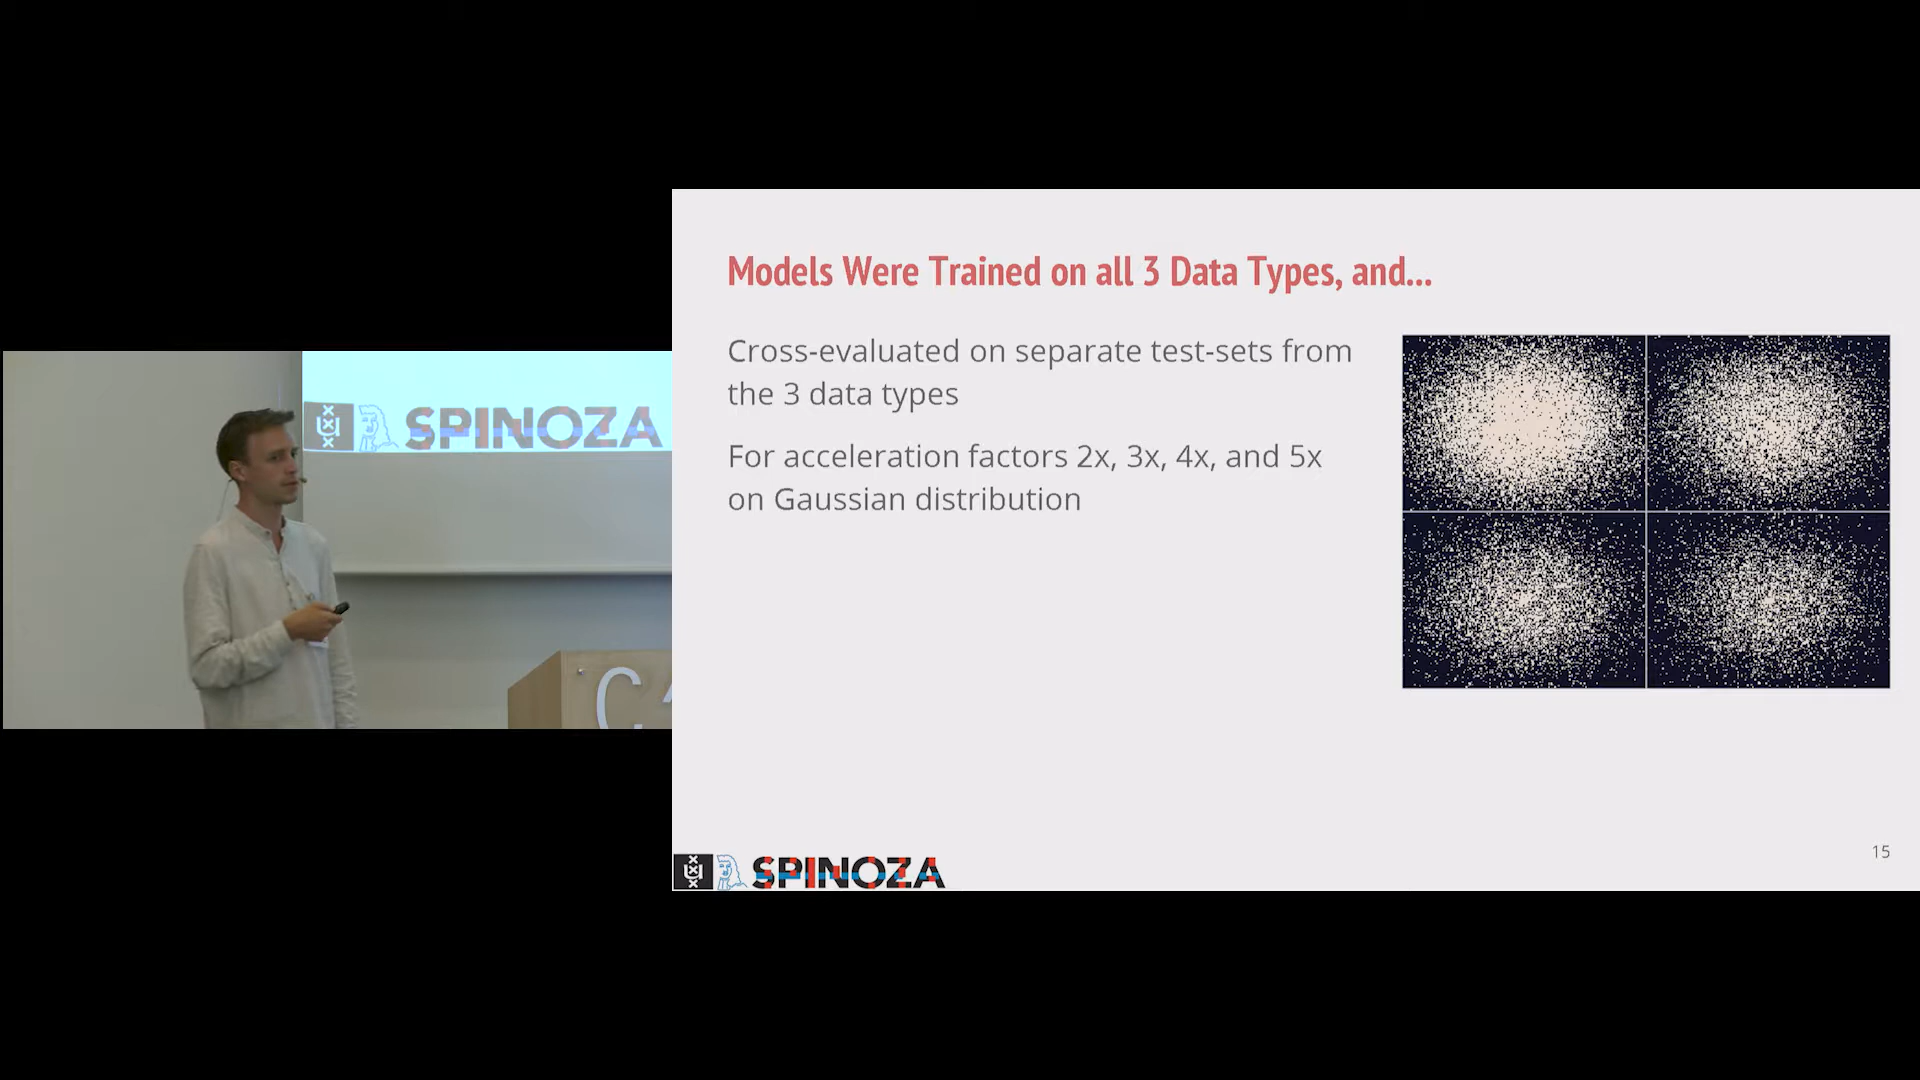 SPINOZA
C
Models Were Trained on all 3 Data Types, and...
Cross-evaluated on separate test-sets from
the 3 data types
For acceleration factors 2x, 3x, 4x, and 5x
on Gaussian distribution
SPINOZA
15